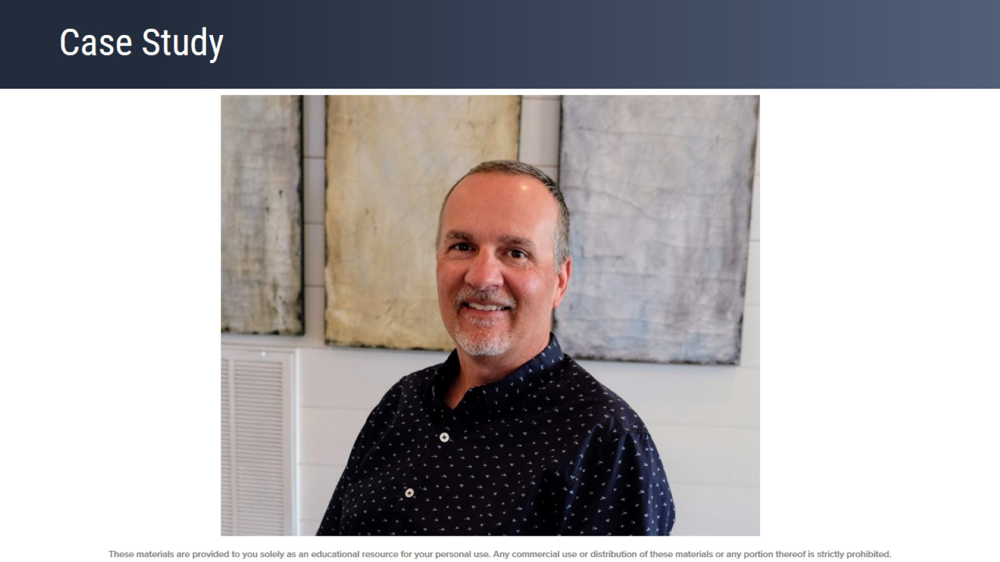 Case Study
These materials are provided to you solely as an educational resource for your personal use. Any commercial use or distribution of these materials or any portion thereof is strictly prohibited.